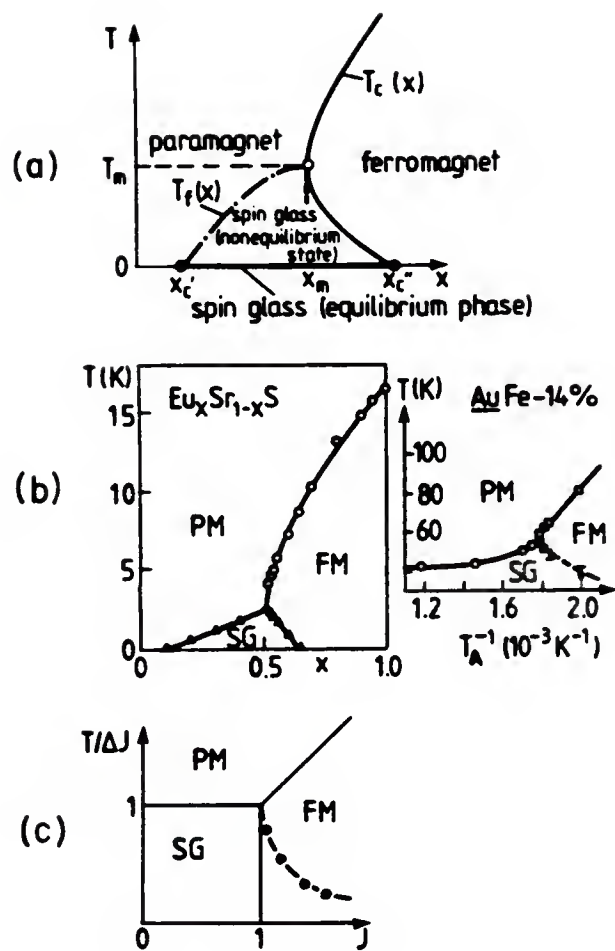 (a)
T
T_c (x)
paramagnet
ferromagnet
T_m
T_f(x)
spin glass
(nonequilibrium
state)
0
x_c' x_m x_c" x
spin glass (equilibrium phase)
(b)
T(K)
Eu_xSr_{1-x}S
15
10
5
0
PM
FM
SG
0 0.5 x 1.0
T(K)
AuFe-14%
100
80
60
PM
FM
SG
1.2 1.6 2.0
T_A^{-1} (10^{-3} K^{-1})
(c)
T/ΔJ
PM
1
FM
SG
0 1 J